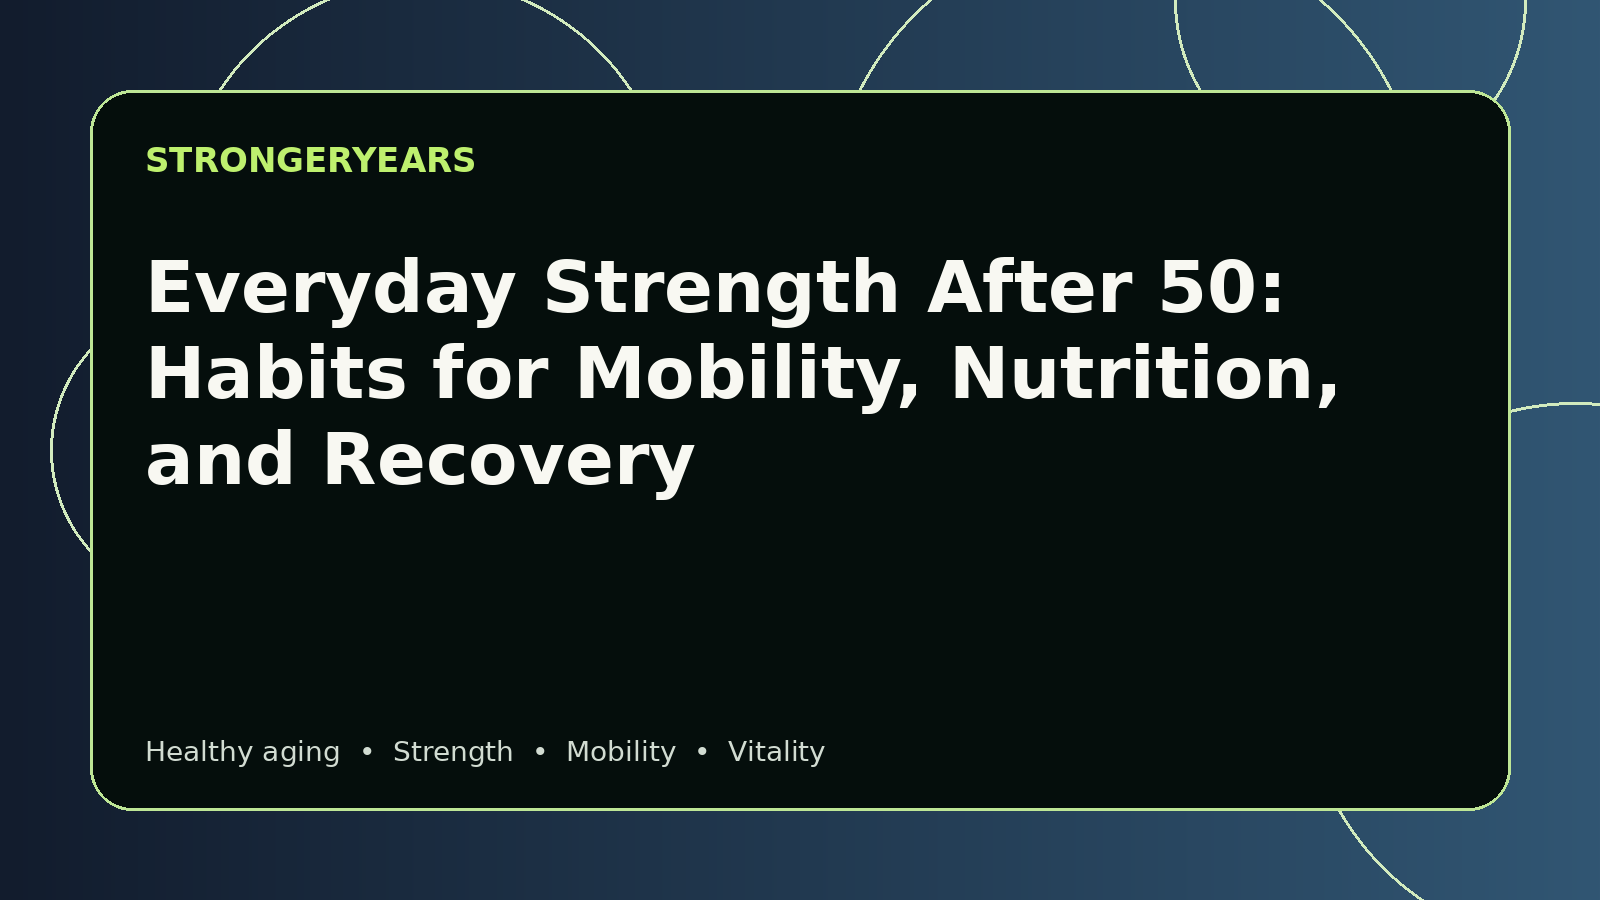 STRONGERYEARS
Everyday Strength After 50:
Habits for Mobility, Nutrition,
and Recovery
Healthy aging • Strength • Mobility • Vitality